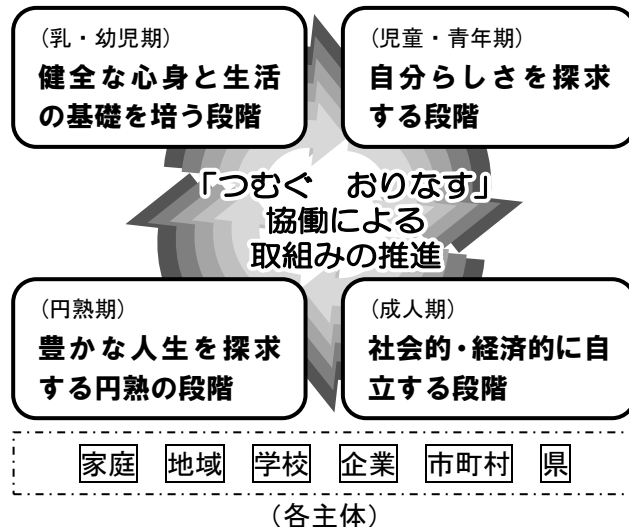 （乳・幼児期）
健全な心身と生活
の基礎を培う段階
（児童・青年期）
自分らしさを探求
する段階
「つむぐ　おりなす」
協働による
取組みの推進
（円熟期）
豊かな人生を探求
する円熟の段階
（成人期）
社会的・経済的に自
立する段階
家庭　地域　学校　企業　市町村　県
（各主体）